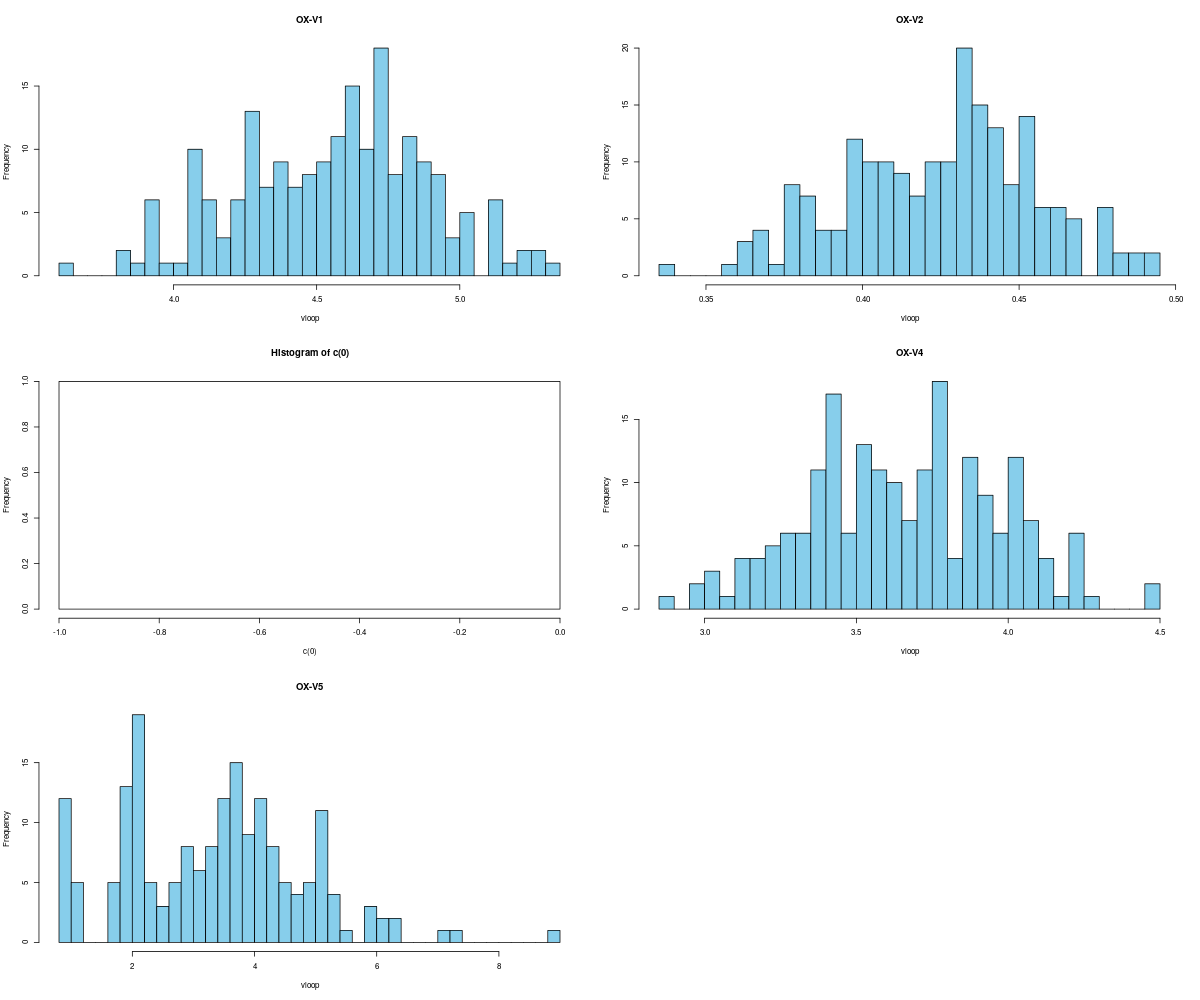 OX-V1
Frequency
0 5 10 15
4.0 4.5 5.0
vloop
OX-V2
Frequency
0 5 10 15 20
0.35 0.40 0.45 0.50
vloop
Histogram of c(0)
Frequency
0.0 0.2 0.4 0.6 0.8 1.0
-1.0 -0.8 -0.6 -0.4 -0.2 0.0
c(0)
OX-V4
Frequency
0 5 10 15
3.0 3.5 4.0 4.5
vloop
OX-V5
Frequency
0 5 10 15
2 4 6 8
vloop